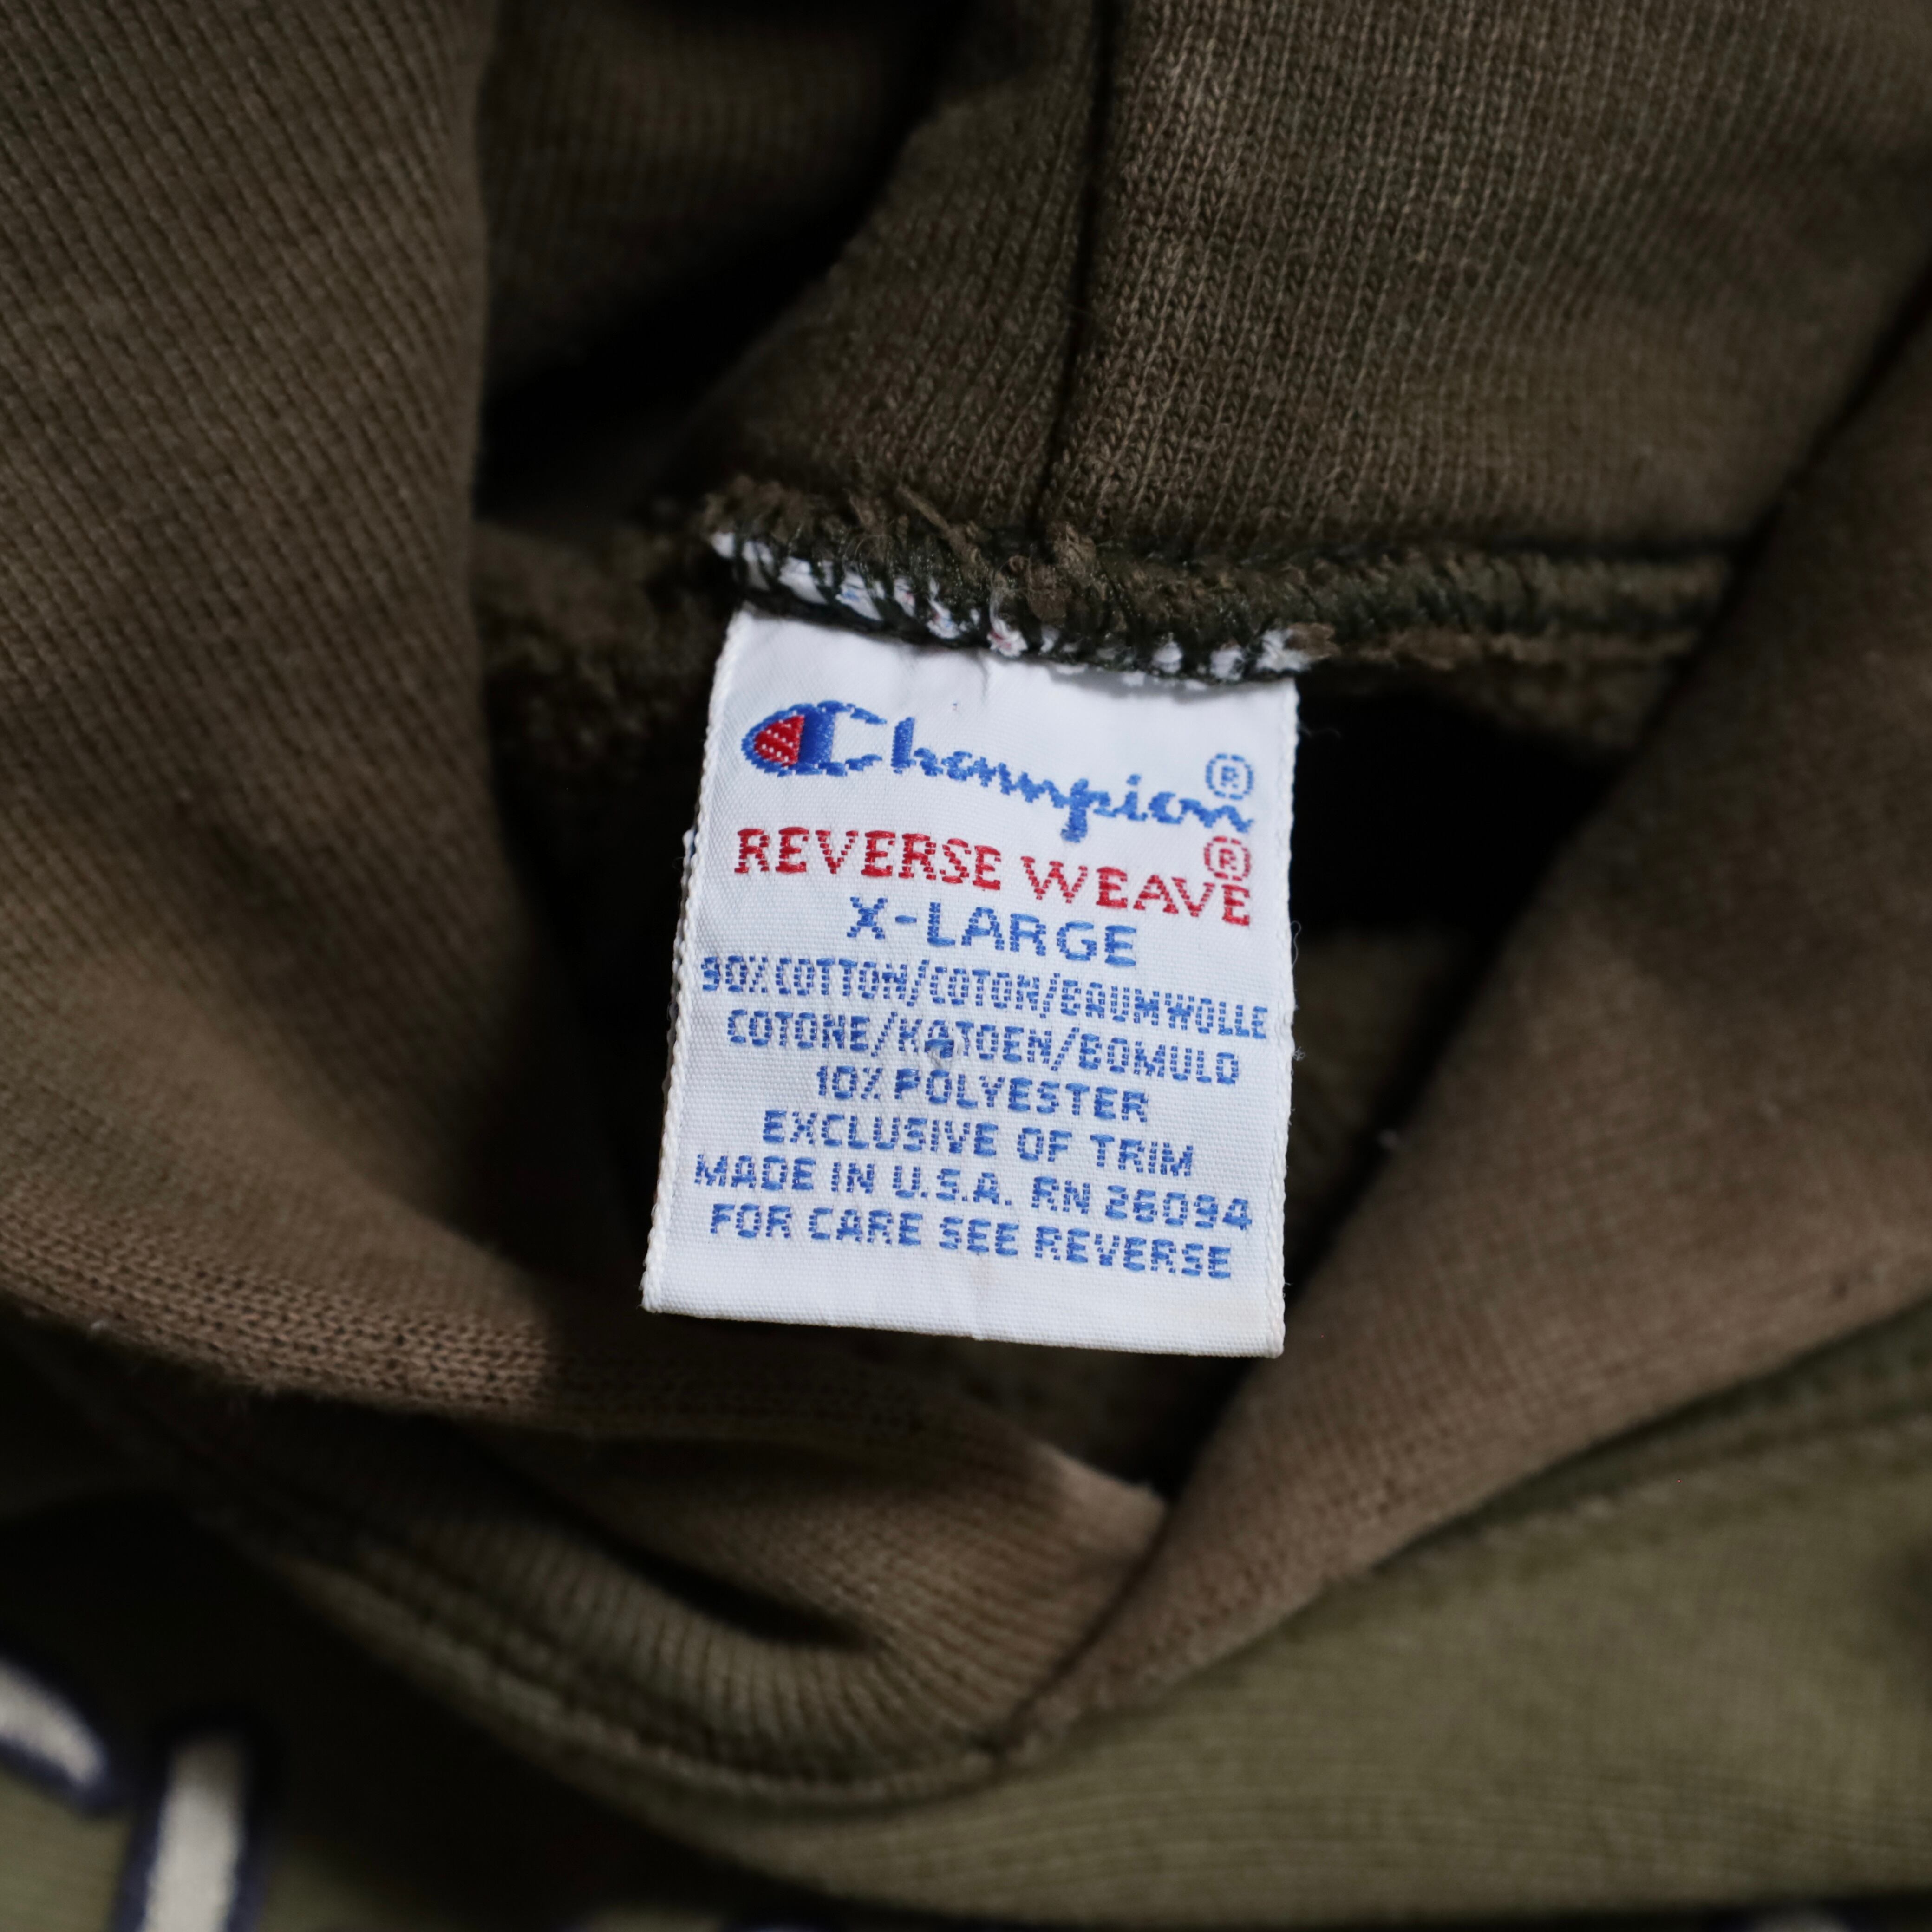 Champion®
REVERSE WEAVE®
X-LARGE
90% COTTON/COTON/BAUMWOLLE
COTONE/KATOEN/BOMULD
10% POLYESTER
EXCLUSIVE OF TRIM
MADE IN U.S.A. RN 26094
FOR CARE SEE REVERSE